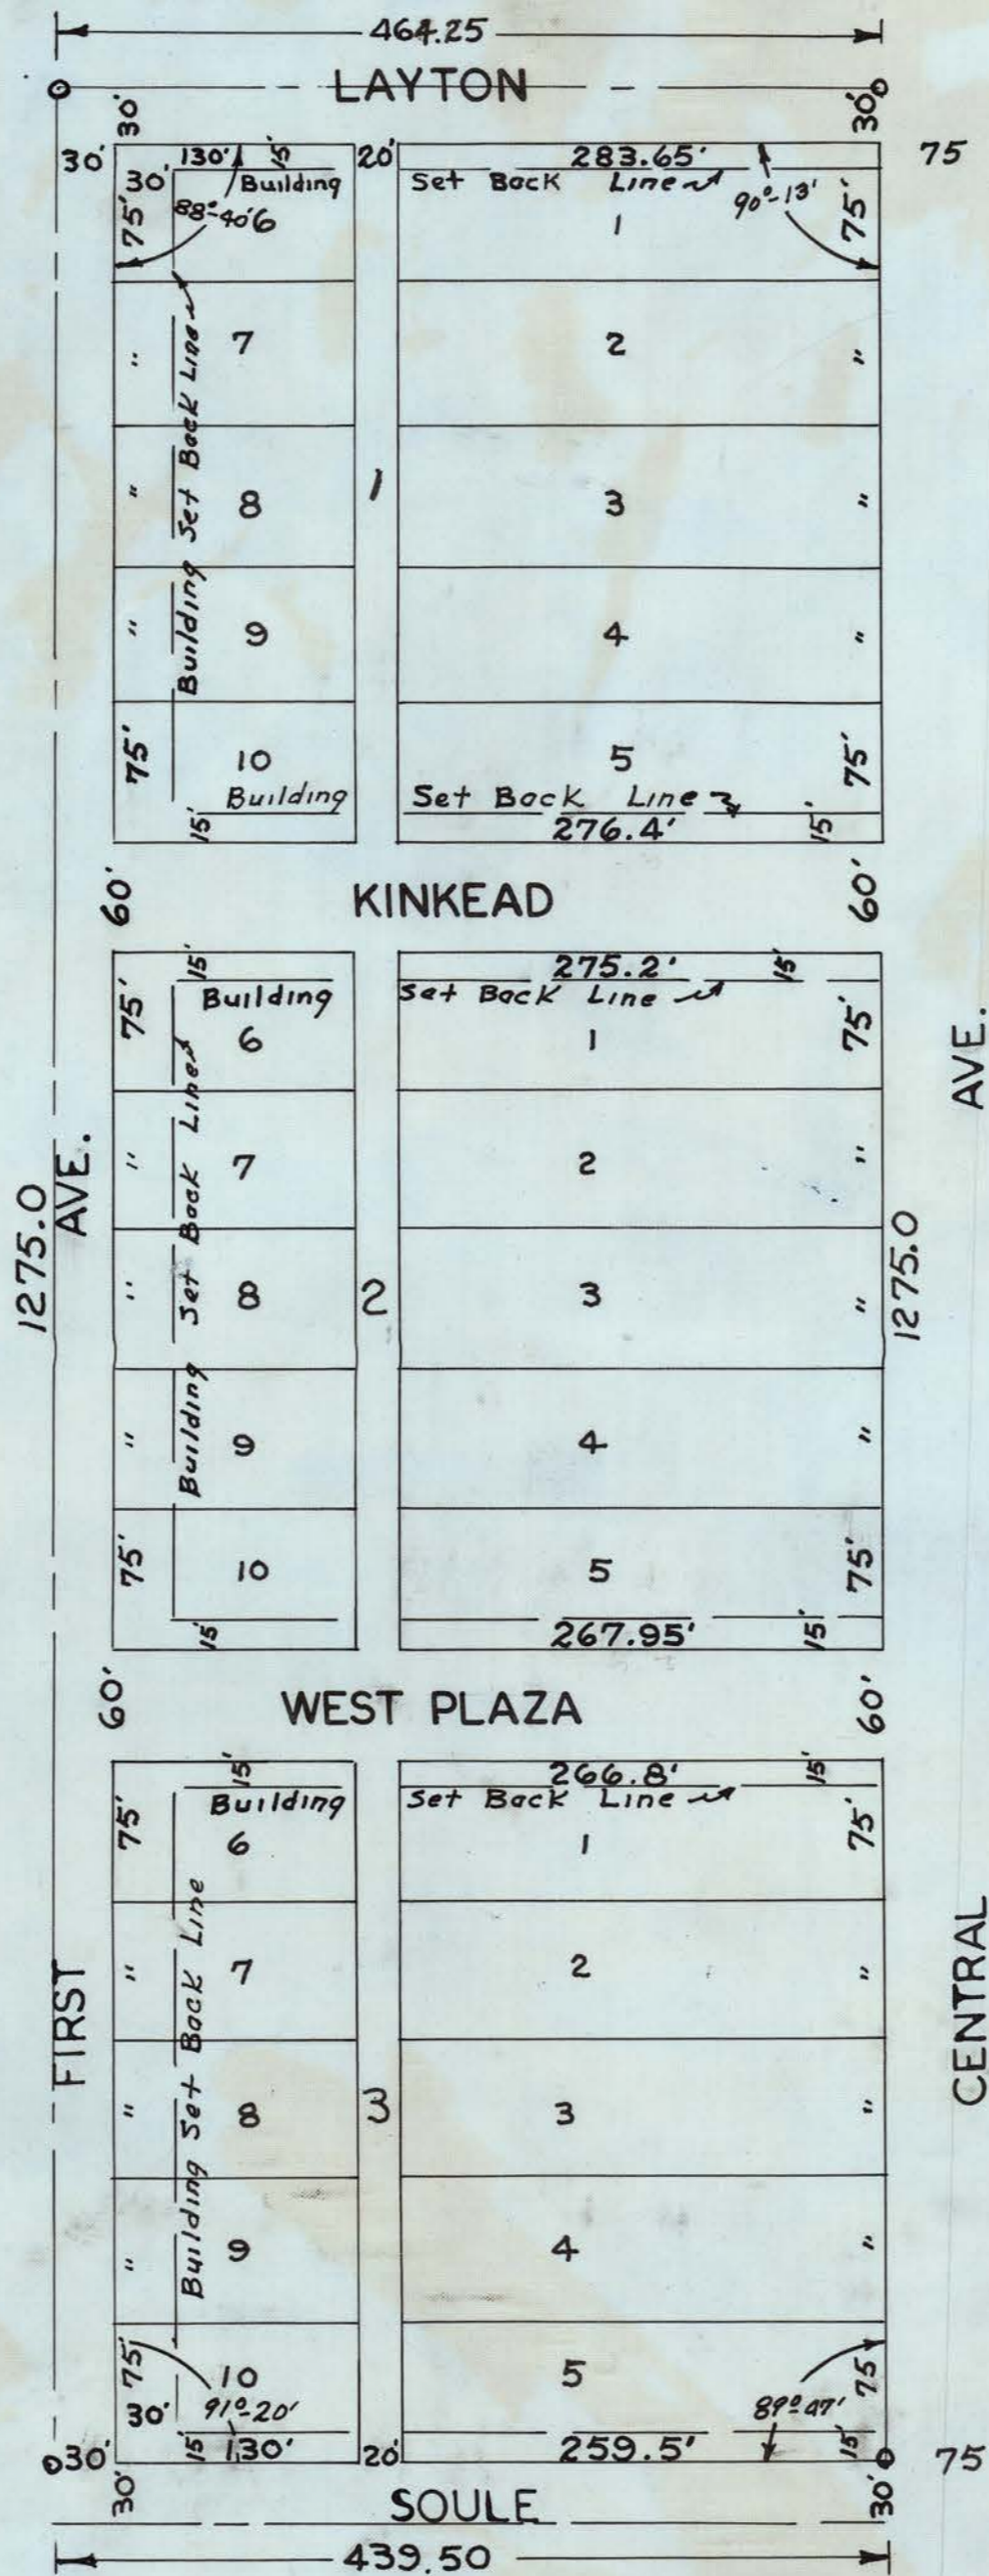 464.25
LAYTON
30' 30'
30' 130' 15' 20' 283.65' 75
30' Building Set Back Line
75' 88°-40' 6 1 90°-13' 75'
" 7 2 "
" 8 1 3 "
" 9 4 "
Building Set Back Line
75' 10 5 75'
Building Set Back Line
15' 276.4' 15'
60' KINKEAD 60'
15' 275.2' 15'
75' Building Set Back Line 75'
6 1
" 7 2 "
1275.0 AVE. AVE. 1275.0
" 8 2 3 "
" 9 4 "
Building Set Back Line
75' 10 5 75'
15' 267.95' 15'
60' WEST PLAZA 60'
15' 266.8' 15'
75' Building Set Back Line 75'
6 1
" 7 2 "
FIRST CENTRAL
" 8 3 3 "
" 9 4 "
Building Set Back Line
75' 10 5 75'
30' 91°-20' 89°-47'
30' 15' 130' 20' 259.5' 15' 75
30' SOULE 30'
439.50